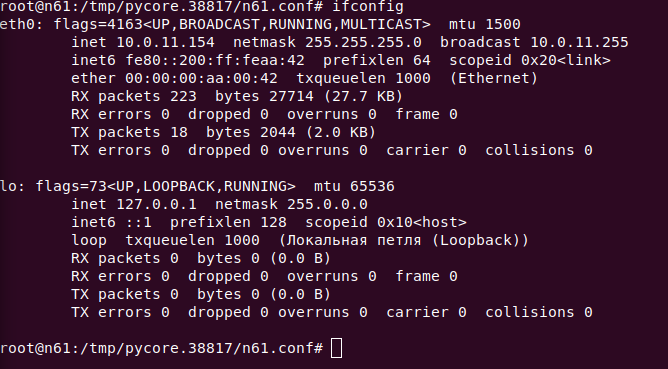 root@n61:/tmp/pycore.38817/n61.conf# ifconfig
eth0: flags=4163<UP,BROADCAST,RUNNING,MULTICAST>  mtu 1500
        inet 10.0.11.154  netmask 255.255.255.0  broadcast 10.0.11.255
        inet6 fe80::200:ff:feaa:42  prefixlen 64  scopeid 0x20<link>
        ether 00:00:00:aa:00:42  txqueuelen 1000  (Ethernet)
        RX packets 223  bytes 27714 (27.7 KB)
        RX errors 0  dropped 0  overruns 0  frame 0
        TX packets 18  bytes 2044 (2.0 KB)
        TX errors 0  dropped 0 overruns 0  carrier 0  collisions 0
lo: flags=73<UP,LOOPBACK,RUNNING>  mtu 65536
        inet 127.0.0.1  netmask 255.0.0.0
        inet6 ::1  prefixlen 128  scopeid 0x10<host>
        loop  txqueuelen 1000  (Локальная петля (Loopback))
        RX packets 0  bytes 0 (0.0 B)
        RX errors 0  dropped 0  overruns 0  frame 0
        TX packets 0  bytes 0 (0.0 B)
        TX errors 0  dropped 0 overruns 0  carrier 0  collisions 0
root@n61:/tmp/pycore.38817/n61.conf#